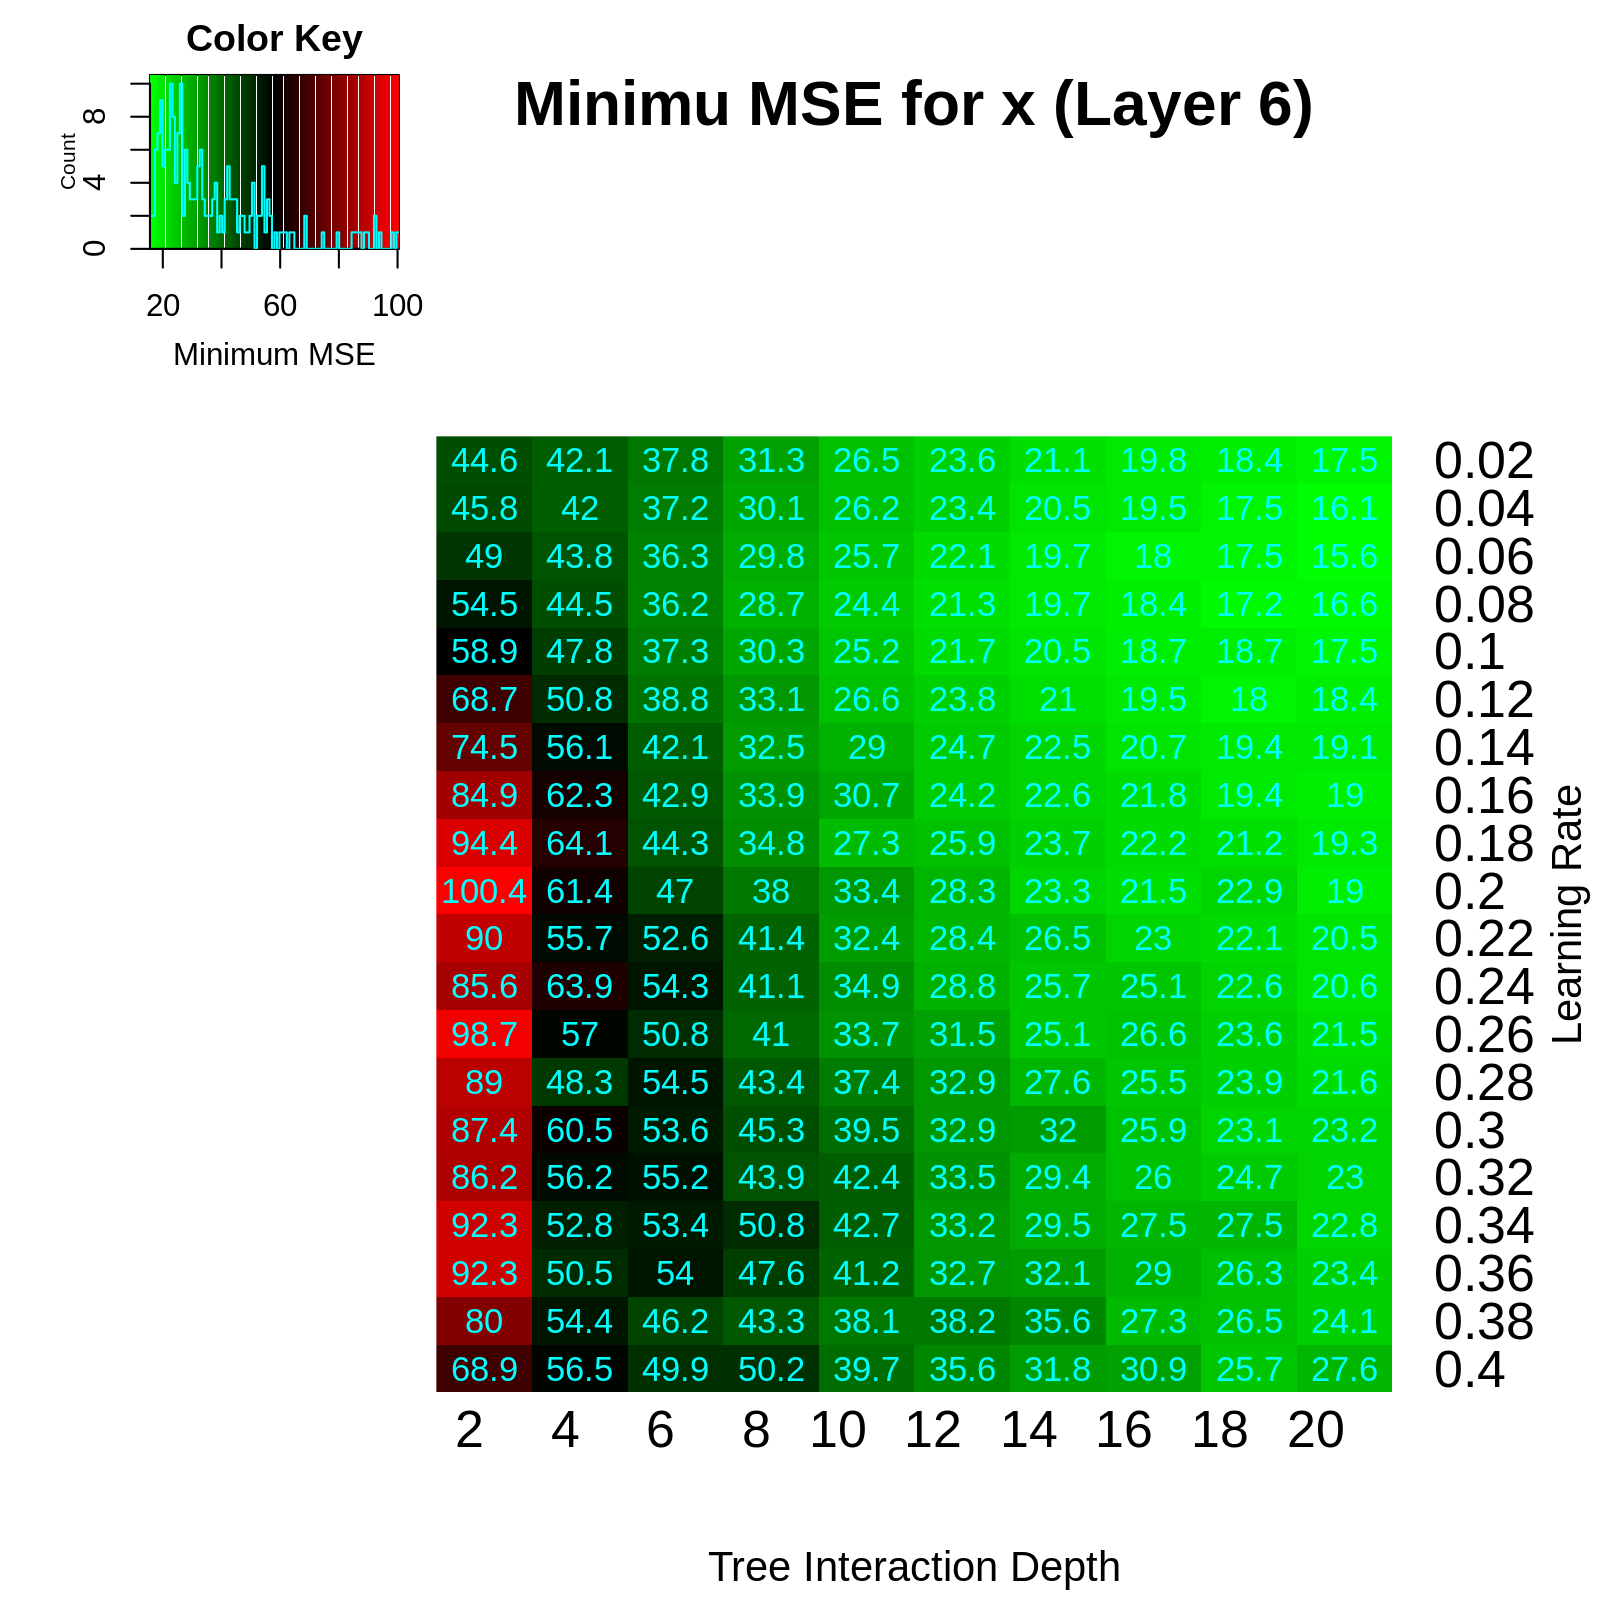 Color Key
Minimu MSE for x (Layer 6)
Count
0 4 8
20 60 100
Minimum MSE
44.6 42.1 37.8 31.3 26.5 23.6 21.1 19.8 18.4 17.5 0.02
45.8 42 37.2 30.1 26.2 23.4 20.5 19.5 17.5 16.1 0.04
49 43.8 36.3 29.8 25.7 22.1 19.7 18 17.5 15.6 0.06
54.5 44.5 36.2 28.7 24.4 21.3 19.7 18.4 17.2 16.6 0.08
58.9 47.8 37.3 30.3 25.2 21.7 20.5 18.7 18.7 17.5 0.1
68.7 50.8 38.8 33.1 26.6 23.8 21 19.5 18 18.4 0.12
74.5 56.1 42.1 32.5 29 24.7 22.5 20.7 19.4 19.1 0.14
84.9 62.3 42.9 33.9 30.7 24.2 22.6 21.8 19.4 19 0.16
94.4 64.1 44.3 34.8 27.3 25.9 23.7 22.2 21.2 19.3 0.18
100.4 61.4 47 38 33.4 28.3 23.3 21.5 22.9 19 0.2
90 55.7 52.6 41.4 32.4 28.4 26.5 23 22.1 20.5 0.22
85.6 63.9 54.3 41.1 34.9 28.8 25.7 25.1 22.6 20.6 0.24
98.7 57 50.8 41 33.7 31.5 25.1 26.6 23.6 21.5 0.26
89 48.3 54.5 43.4 37.4 32.9 27.6 25.5 23.9 21.6 0.28
87.4 60.5 53.6 45.3 39.5 32.9 32 25.9 23.1 23.2 0.3
86.2 56.2 55.2 43.9 42.4 33.5 29.4 26 24.7 23 0.32
92.3 52.8 53.4 50.8 42.7 33.2 29.5 27.5 27.5 22.8 0.34
92.3 50.5 54 47.6 41.2 32.7 32.1 29 26.3 23.4 0.36
80 54.4 46.2 43.3 38.1 38.2 35.6 27.3 26.5 24.1 0.38
68.9 56.5 49.9 50.2 39.7 35.6 31.8 30.9 25.7 27.6 0.4
Learning Rate
2 4 6 8 10 12 14 16 18 20
Tree Interaction Depth